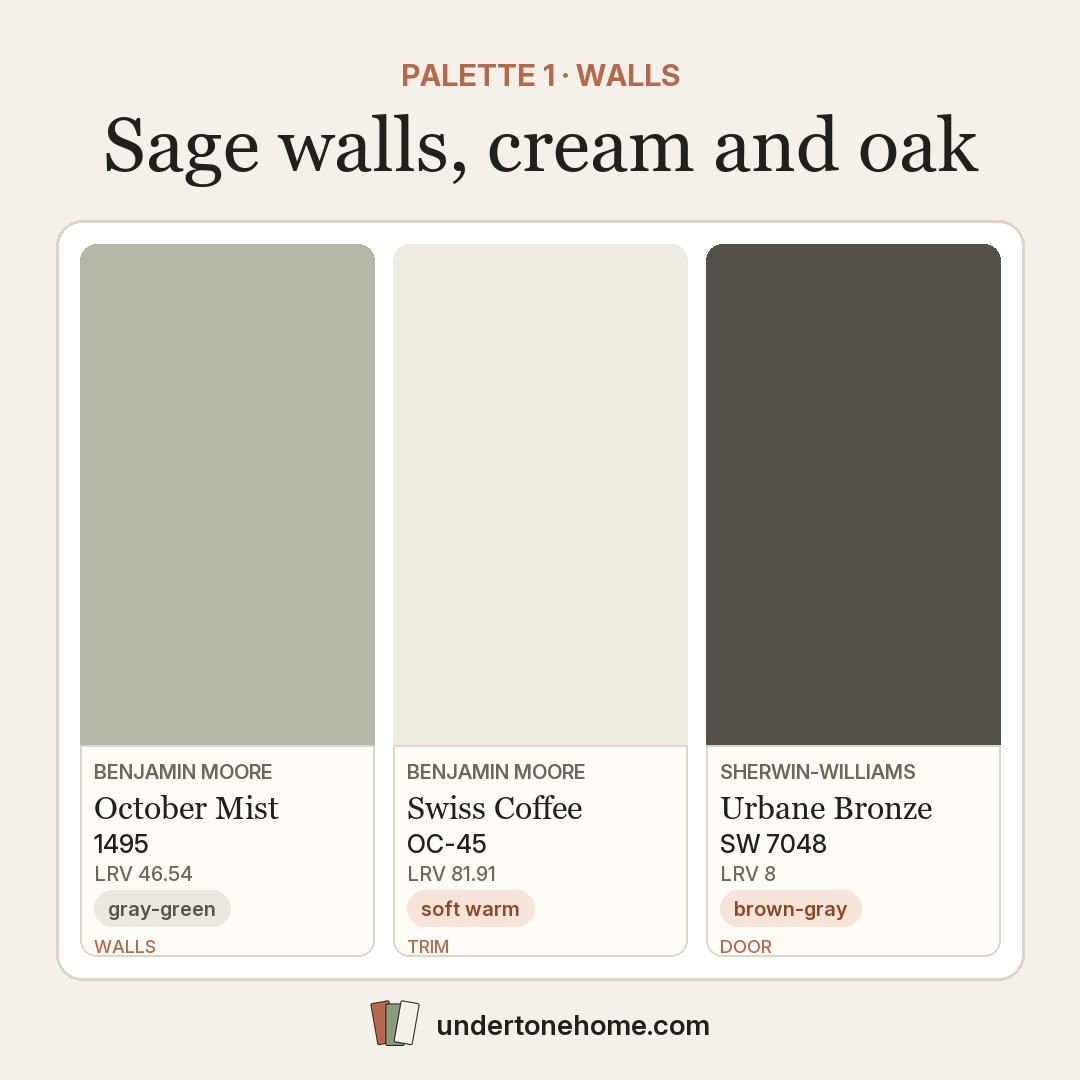 PALETTE 1 · WALLS
Sage walls, cream and oak
BENJAMIN MOORE
October Mist
1495
LRV 46.54
gray-green
WALLS
BENJAMIN MOORE
Swiss Coffee
OC-45
LRV 81.91
soft warm
TRIM
SHERWIN-WILLIAMS
Urbane Bronze
SW 7048
LRV 8
brown-gray
DOOR
undertonehome.com